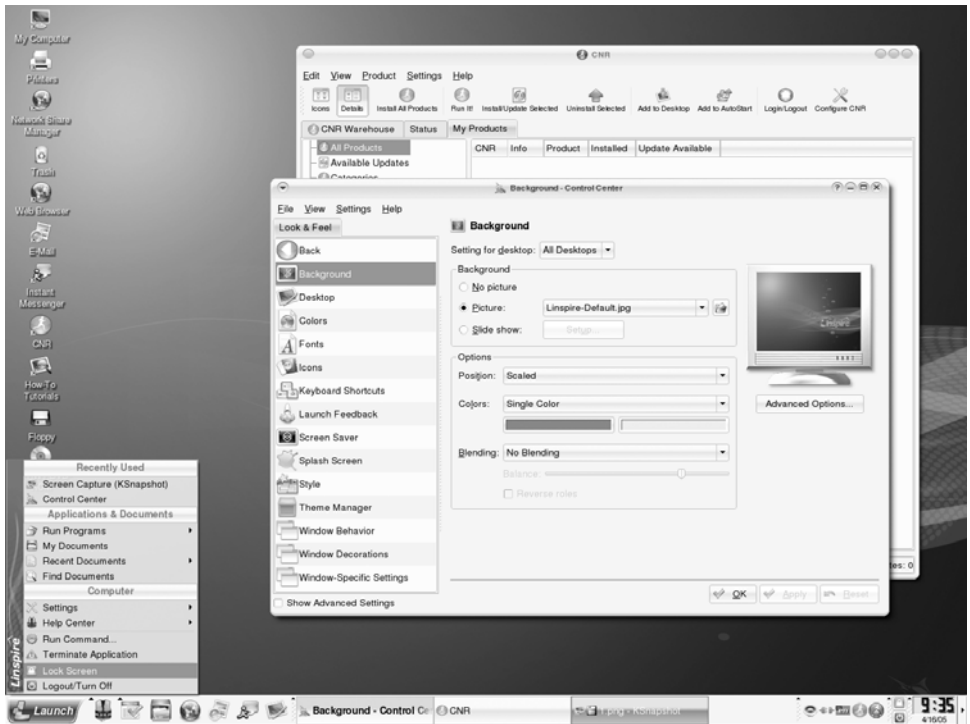 My Computer
Printers
Network Share
Manager
Trash
Web Browser
E-Mail
Instant
Messenger
CNR
How-To
Tutorials
Floppy
CNR
Edit View Product Settings Help
Icons Details Install All Products Run It! Install/Update Selected Uninstall Selected Add to Desktop Add to AutoStart Login/Logout Configure CNR
CNR Warehouse Status My Products
All Products
Available Updates
Categories
CNR Info Product Installed Update Available
Background - Control Center
File View Settings Help
Look & Feel
Back
Background
Desktop
Colors
Fonts
Icons
Keyboard Shortcuts
Launch Feedback
Screen Saver
Splash Screen
Style
Theme Manager
Window Behavior
Window Decorations
Window-Specific Settings
Show Advanced Settings
Background
Setting for desktop: All Desktops
Background
No picture
Picture: Linspire-Default.jpg
Slide show: Setup...
Options
Position: Scaled
Colors: Single Color
Blending: No Blending
Balance:
Reverse roles
Linspire
Advanced Options...
OK Apply Reset
tes: 0
Recently Used
Screen Capture (KSnapshot)
Control Center
Applications & Documents
Run Programs
My Documents
Recent Documents
Find Documents
Computer
Settings
Help Center
Run Command...
Terminate Application
Lock Screen
Logout/Turn Off
Linspire
Launch
Background - Control Ce
CNR
1.png - KSnapshot
9:35
4/16/05